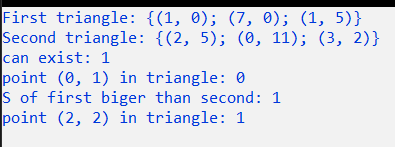 First triangle: {(1, 0); (7, 0); (1, 5)}
Second triangle: {(2, 5); (0, 11); (3, 2)}
can exist: 1
point (0, 1) in triangle: 0
S of first biger than second: 1
point (2, 2) in triangle: 1